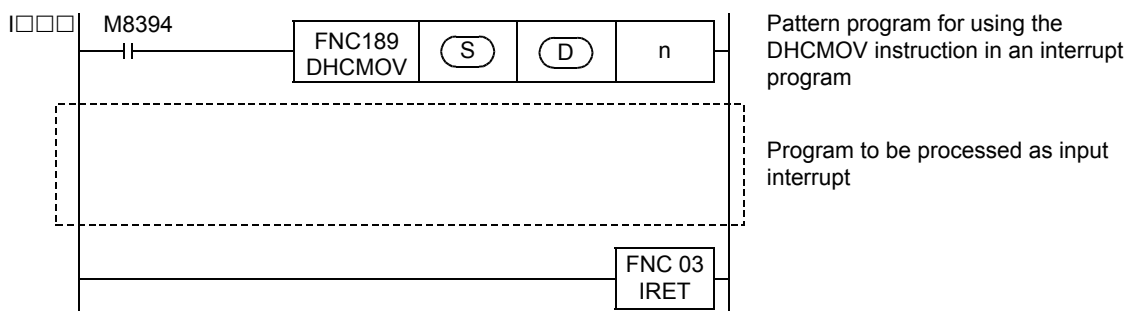 I□□□ M8394
FNC189
DHCMOV
S
D
n
Pattern program for using the
DHCMOV instruction in an interrupt
program
Program to be processed as input
interrupt
FNC 03
IRET